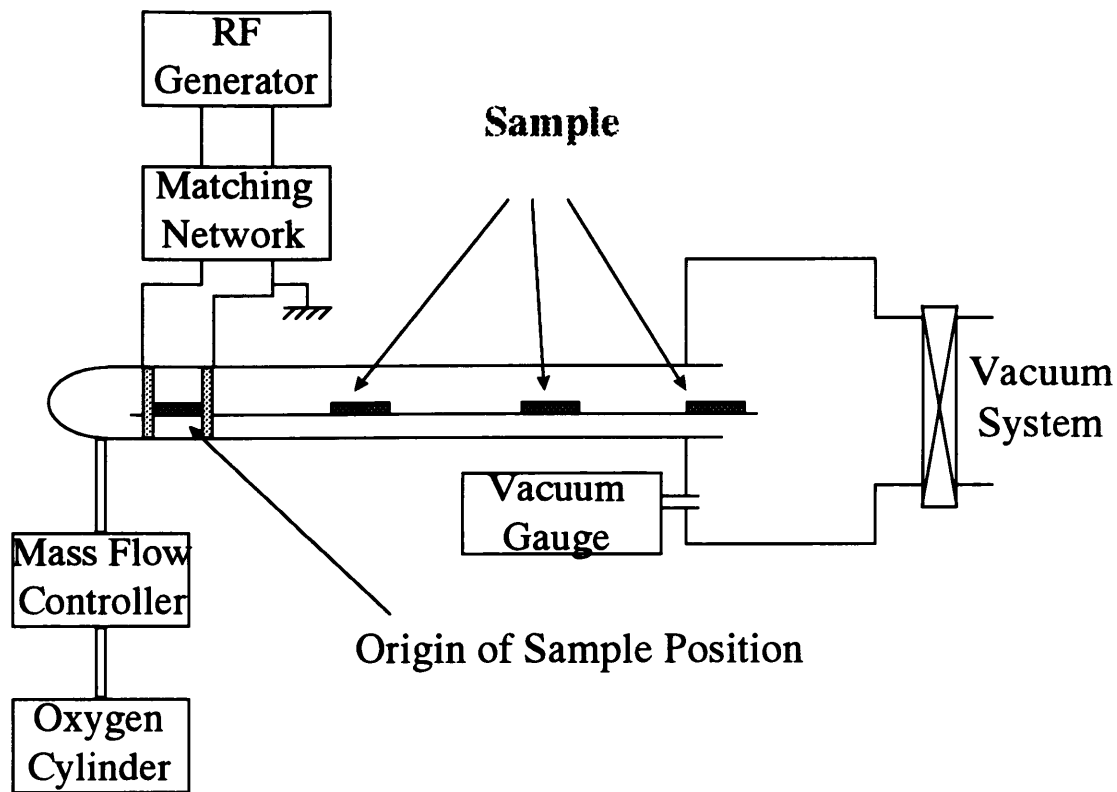 RF
Generator
Sample
Matching
Network
Vacuum
System
Vacuum
Gauge
Mass Flow
Controller
Origin of Sample Position
Oxygen
Cylinder